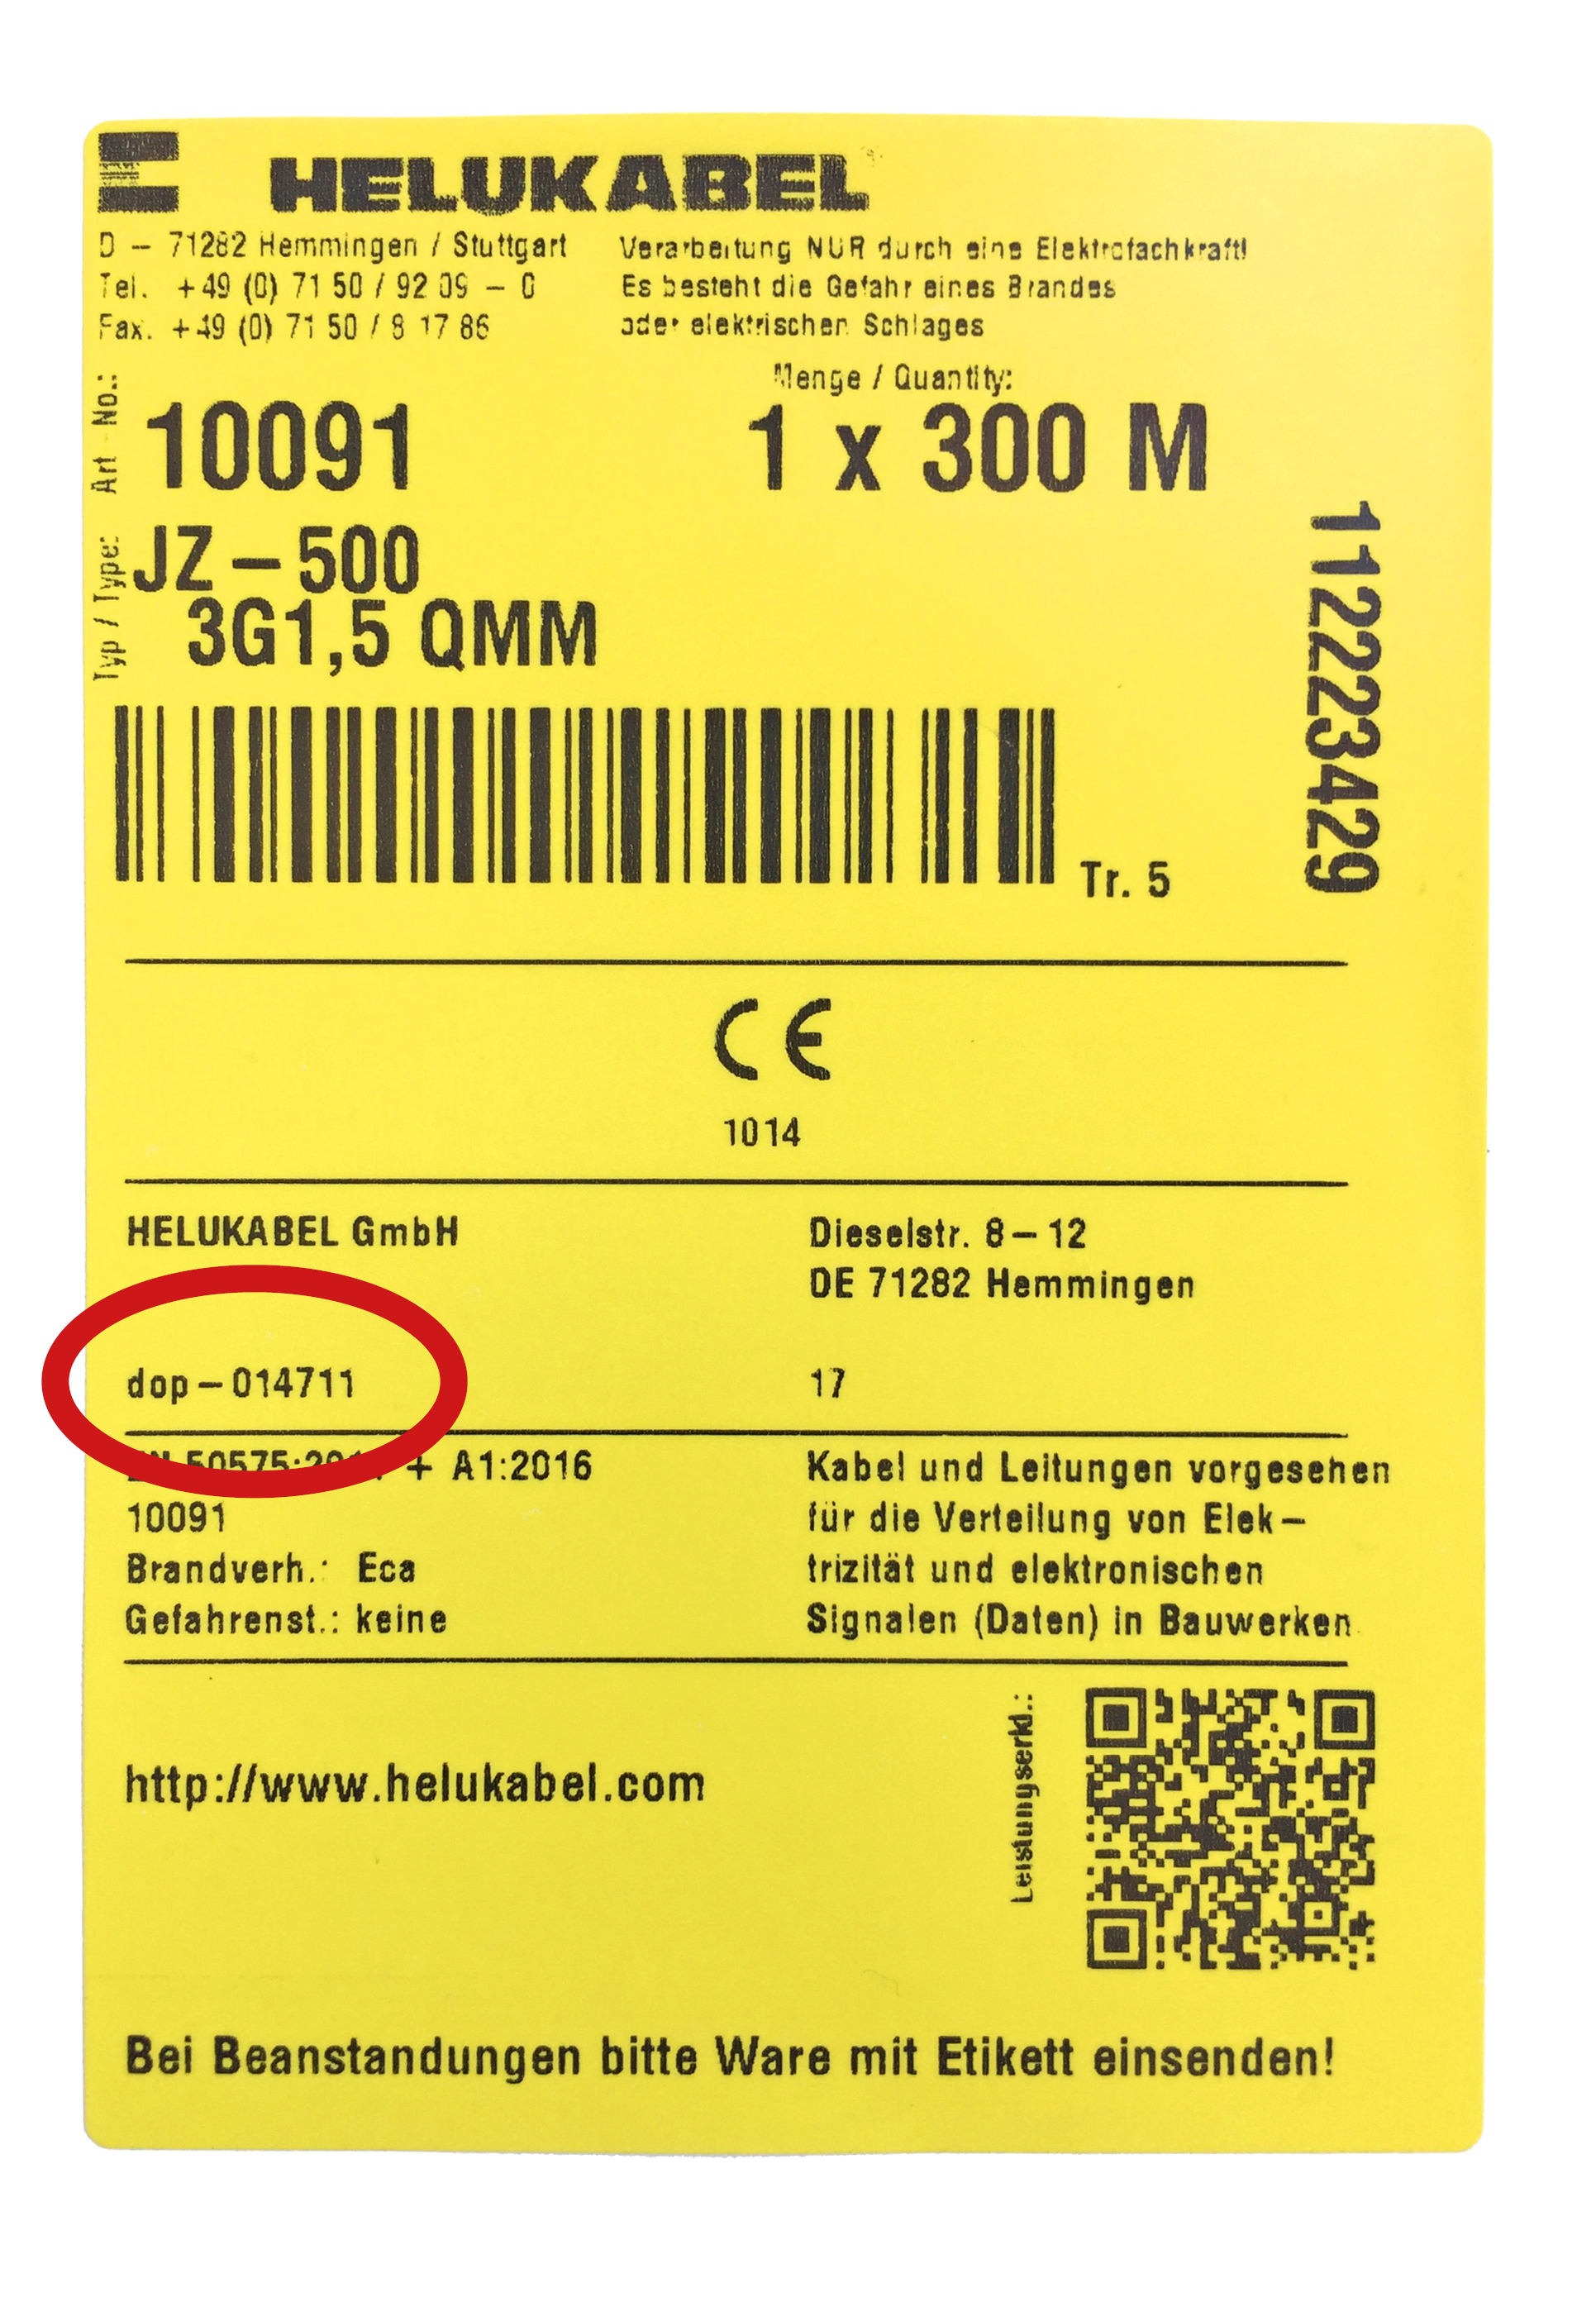 HELUKABEL
D – 71282 Hemmingen / Stuttgart
Tel. +49 (0) 71 50 / 92 09 – 0
Fax. +49 (0) 71 50 / 8 17 86
Verarbeitung NUR durch eine Elektrofachkraft!
Es besteht die Gefahr eines Brandes
oder elektrischen Schlages
Menge / Quantity:
Art No.: 10091
1 x 300 M
Typ / Type: JZ – 500
3G1,5 QMM
112223429
Tr. 5
CE
1014
HELUKABEL GmbH
Dieselstr. 8 – 12
DE 71282 Hemmingen
dop – 014711
17
50575: + A1:2016
10091
Brandverh.: Eca
Gefahrenst.: keine
Kabel und Leitungen vorgesehen
für die Verteilung von Elek–
trizität und elektronischen
Signalen (Daten) in Bauwerken
http://www.helukabel.com
Leistungserkl.:
Bei Beanstandungen bitte Ware mit Etikett einsenden!